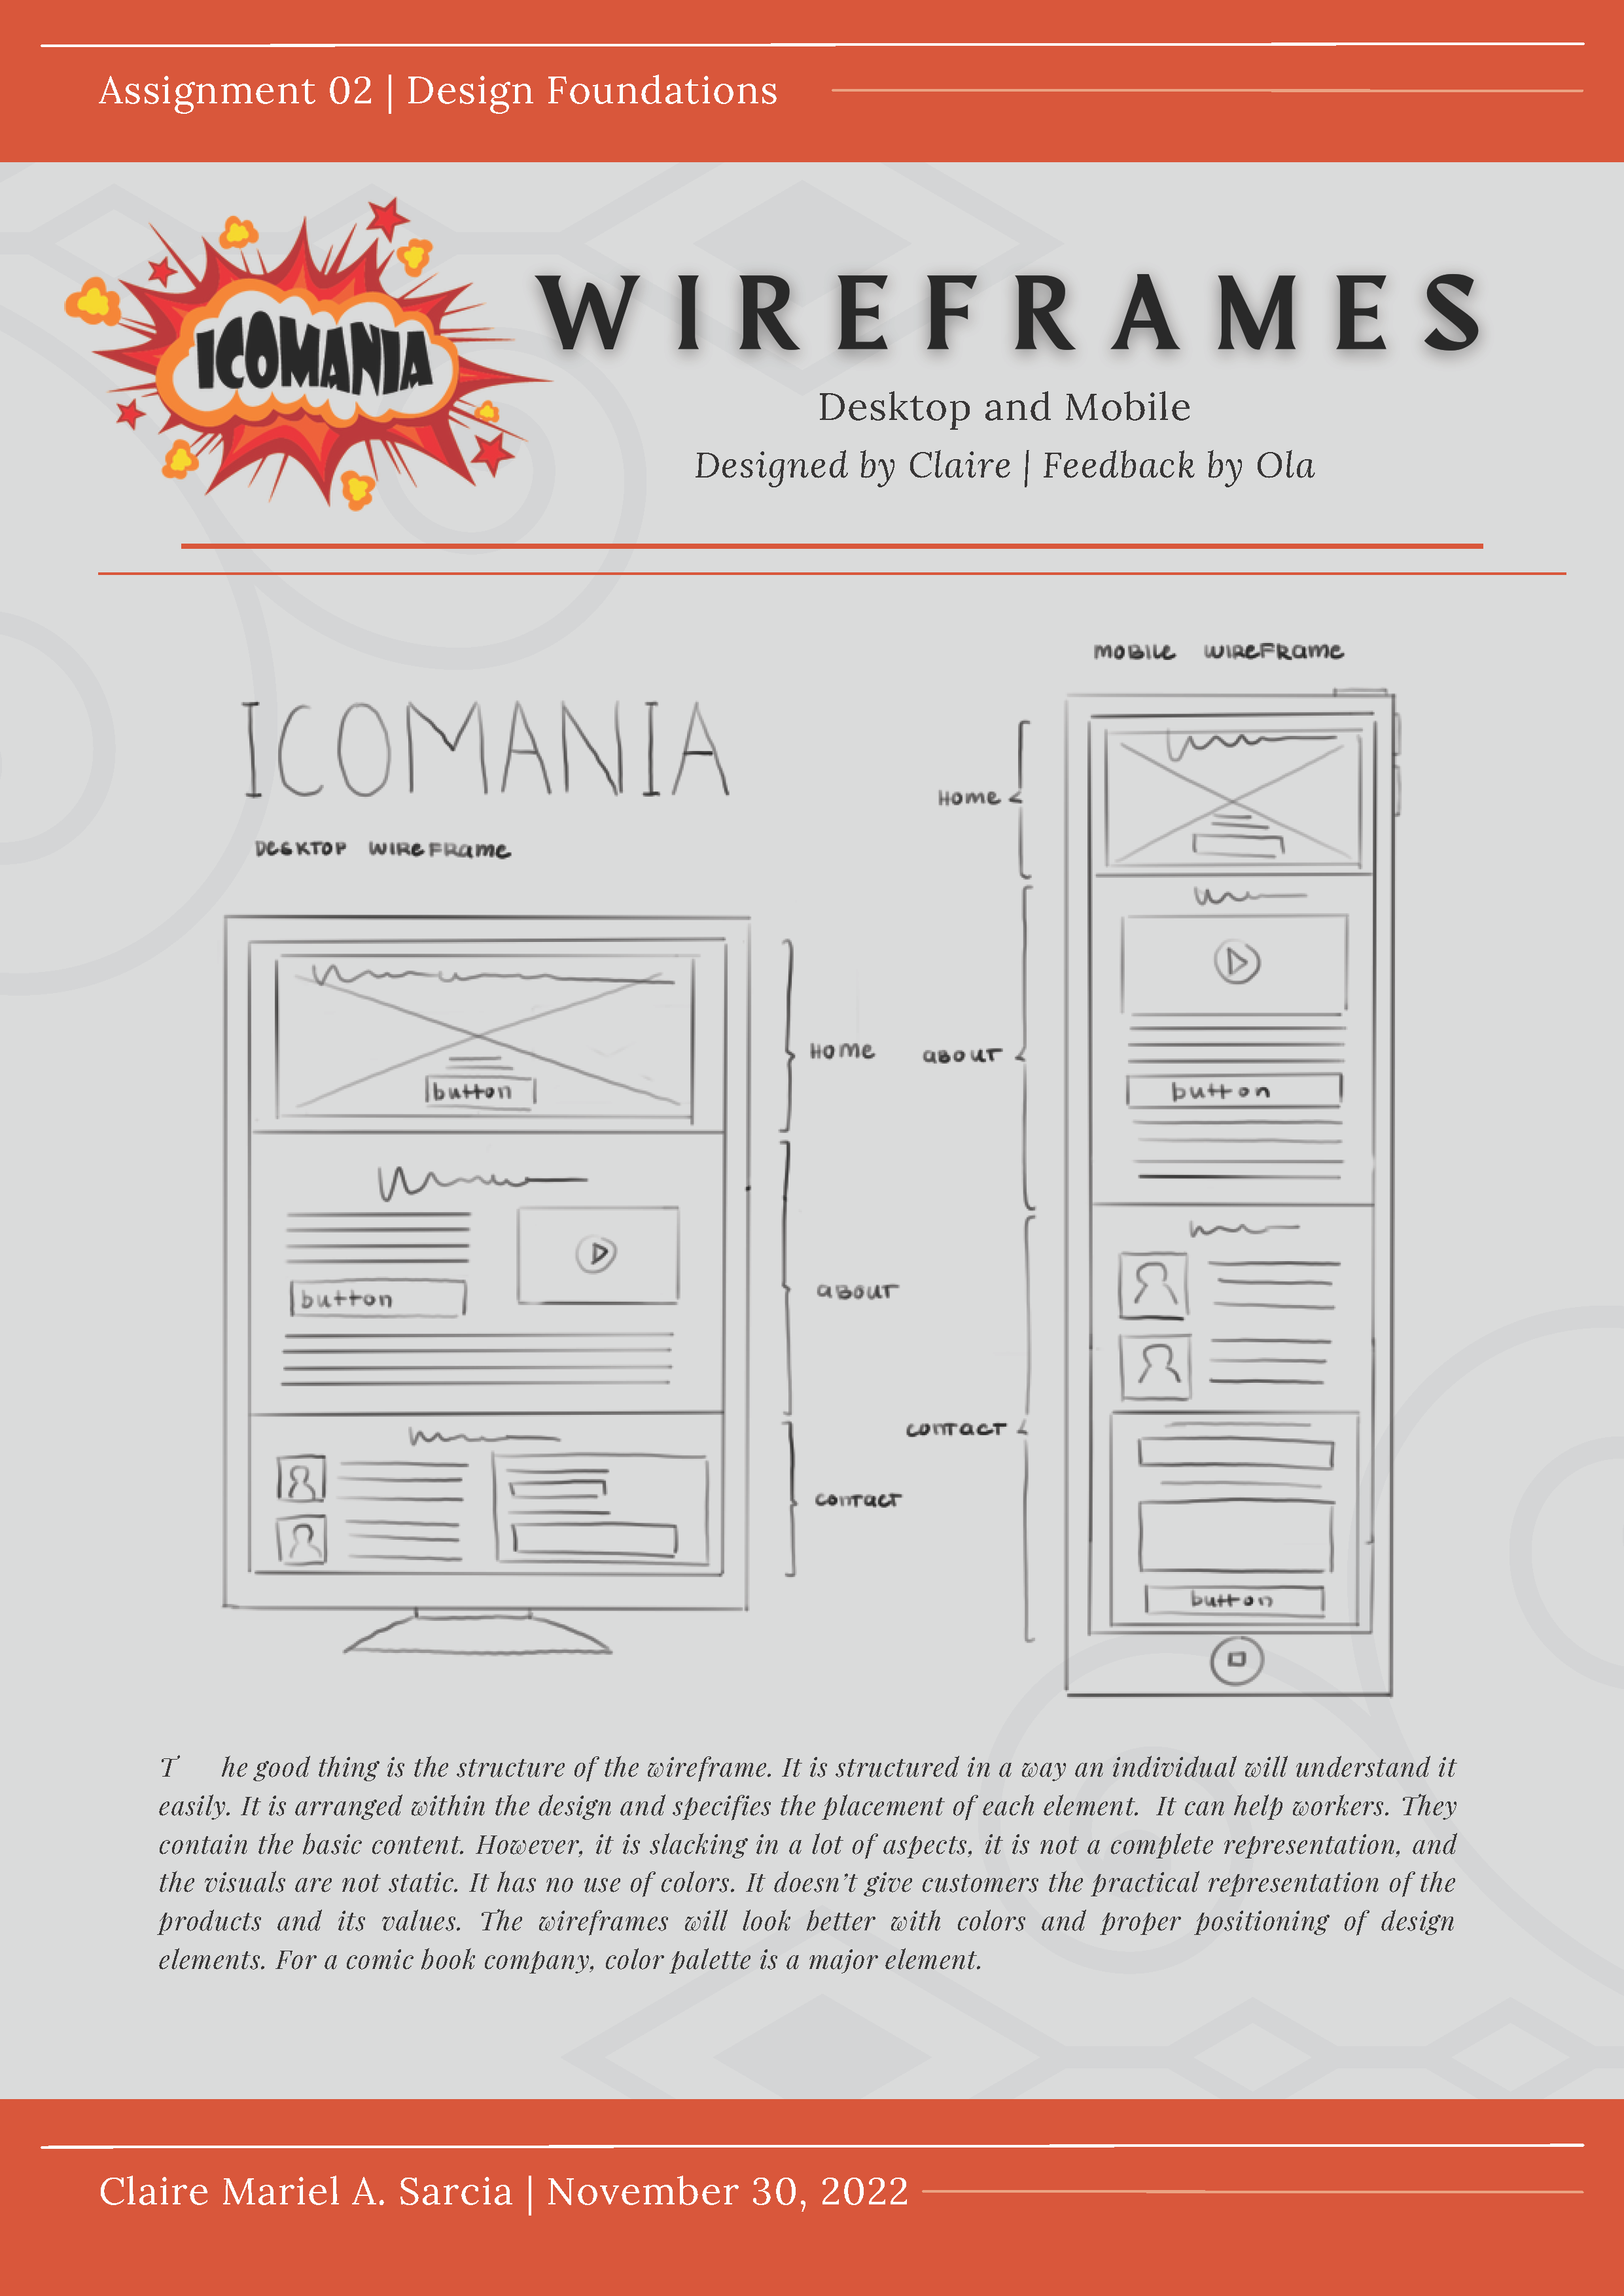 Assignment 02 | Design Foundations
ICOMANIA
WIREFRAMES
Desktop and Mobile
Designed by Claire | Feedback by Ola
ICOMANIA
DESKTOP WIREFRAME
button
button
HOME
ABOUT
CONTACT
MOBILE WIREFRAME
HOME
ABOUT
CONTACT
button
button
The good thing is the structure of the wireframe. It is structured in a way an individual will understand it
easily. It is arranged within the design and specifies the placement of each element. It can help workers. They
contain the basic content. However, it is slacking in a lot of aspects, it is not a complete representation, and
the visuals are not static. It has no use of colors. It doesn't give customers the practical representation of the
products and its values. The wireframes will look better with colors and proper positioning of design
elements. For a comic book company, color palette is a major element.
Claire Mariel A. Sarcia | November 30, 2022